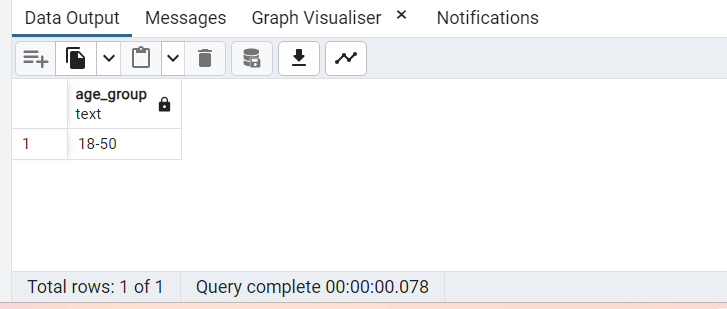 Data Output Messages Graph Visualiser × Notifications
age_group
text
1 18-50
Total rows: 1 of 1 Query complete 00:00:00.078